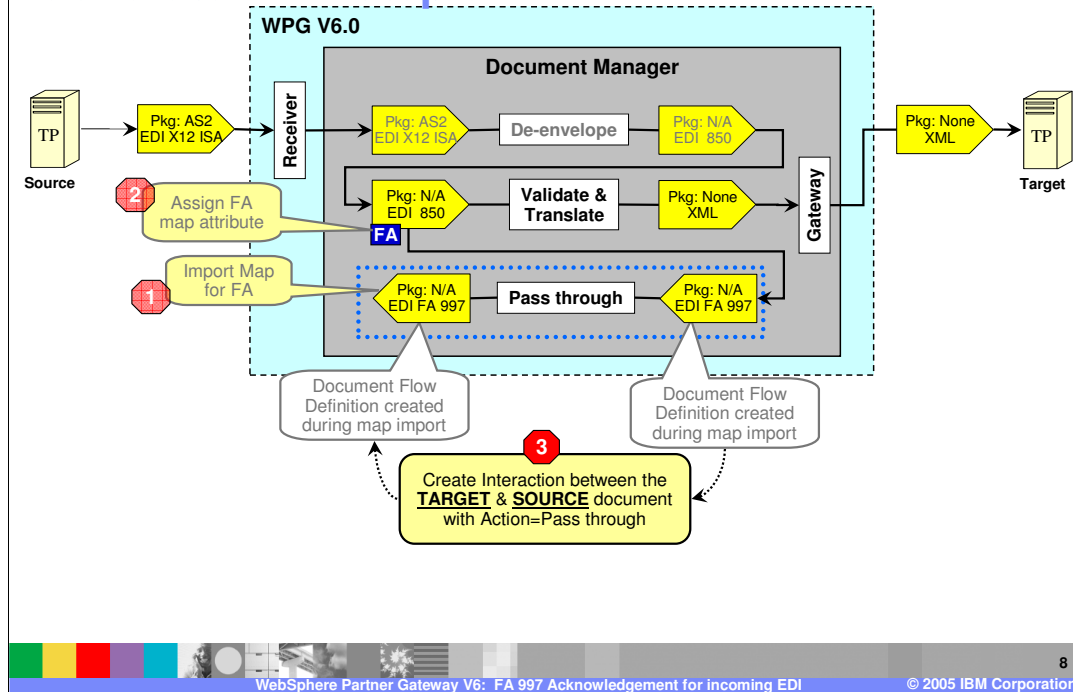 WPG V6.0
Document Manager
TP
Source
Pkg: AS2
EDI X12 ISA
Receiver
Pkg: AS2
EDI X12 ISA
De-envelope
Pkg: N/A
EDI 850
Pkg: None
XML
TP
Target
2
Assign FA
map attribute
Pkg: N/A
EDI 850
FA
Validate &
Translate
Pkg: None
XML
Gateway
1
Import Map
for FA
Pkg: N/A
EDI FA 997
Pass through
Pkg: N/A
EDI FA 997
Document Flow
Definition created
during map import
Document Flow
Definition created
during map import
3
Create Interaction between the
TARGET & SOURCE document
with Action=Pass through
8
WebSphere Partner Gateway V6: FA 997 Acknowledgement for incoming EDI
© 2005 IBM Corporation